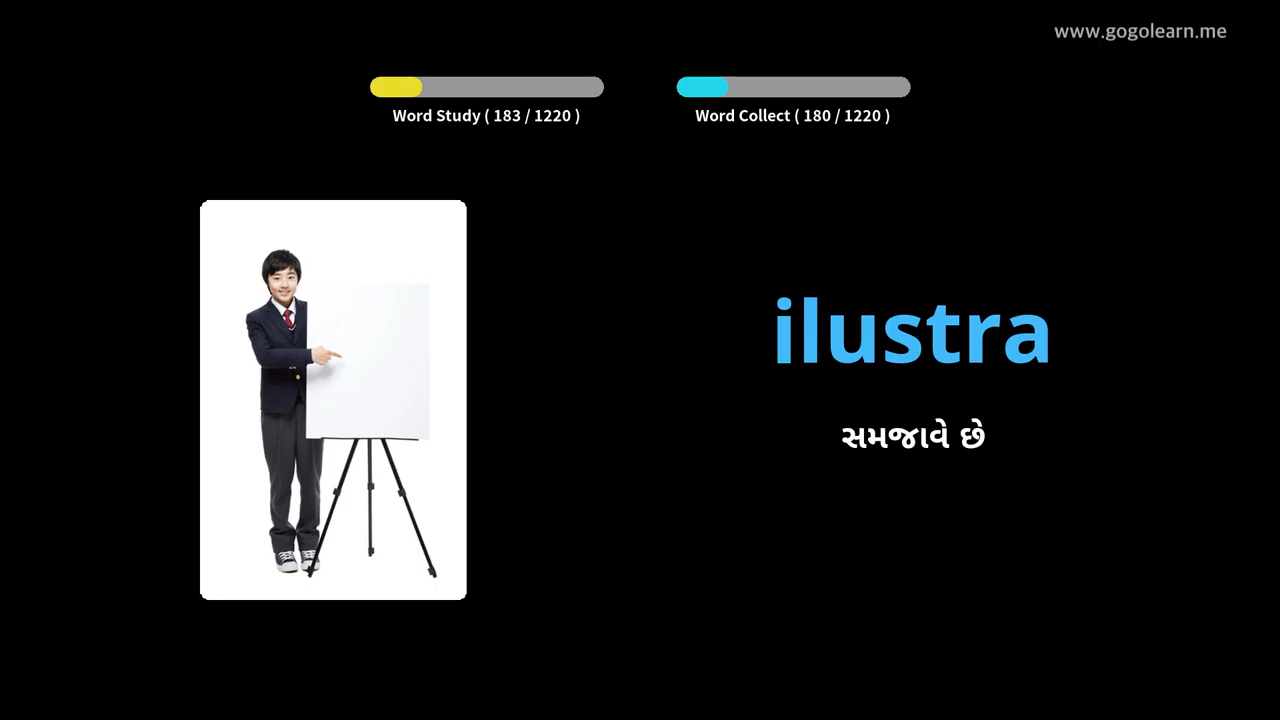 www.gogolearn.me
Word Study ( 183 / 1220 )
Word Collect ( 180 / 1220 )
ilustra
સમજાવે છે